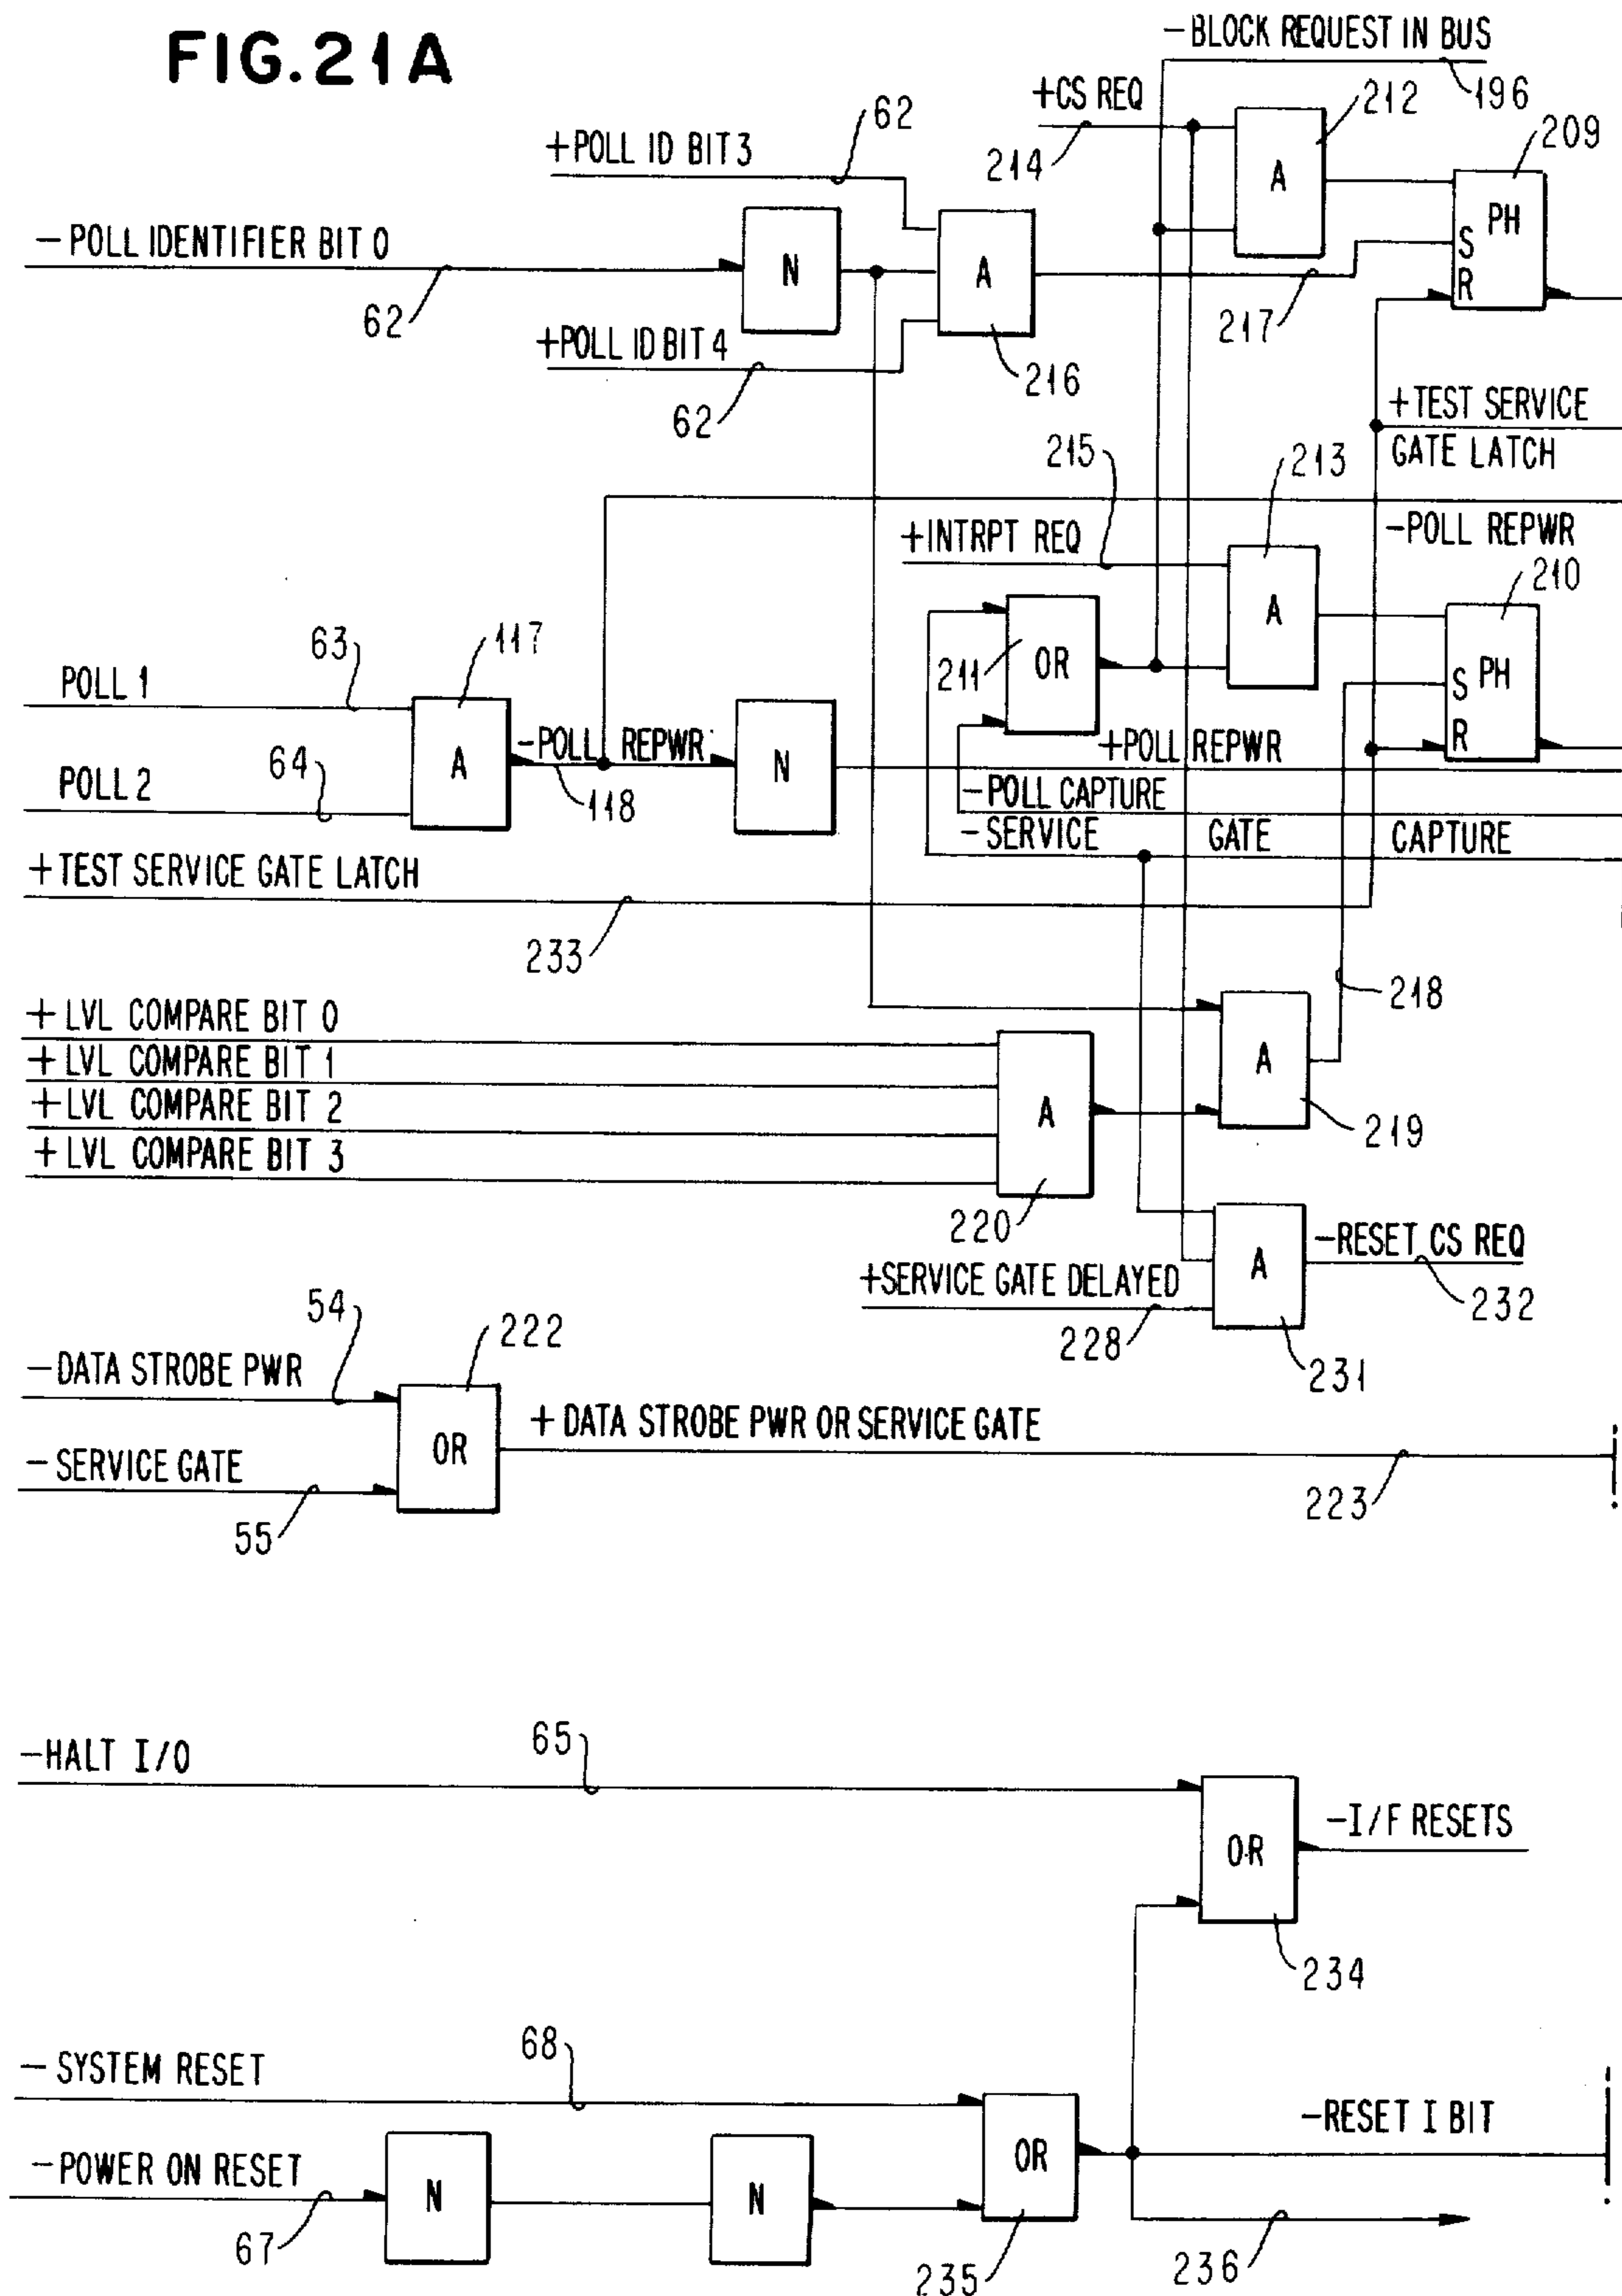 FIG.21A
-BLOCK REQUEST IN BUS
196
+CS REQ
214
212
209
62
+POLL ID BIT 3
A
PH
S
R
-POLL IDENTIFIER BIT 0
62
N
A
217
+POLL ID BIT 4
62
216
+TEST SERVICE
GATE LATCH
215
213
-POLL REPWR
+INTRPT REQ
A
210
211
OR
PH
S
R
63
117
POLL 1
A
-POLL REPWR
N
+POLL REPWR
64
POLL 2
118
-POLL CAPTURE
-SERVICE GATE CAPTURE
+TEST SERVICE GATE LATCH
233
218
+LVL COMPARE BIT 0
+LVL COMPARE BIT 1
+LVL COMPARE BIT 2
+LVL COMPARE BIT 3
A
A
219
220
-RESET CS REQ
A
232
+SERVICE GATE DELAYED
228
231
54
222
-DATA STROBE PWR
OR
+DATA STROBE PWR OR SERVICE GATE
-SERVICE GATE
55
223
-HALT I/O
65
OR
-I/F RESETS
234
-SYSTEM RESET
68
-RESET I BIT
-POWER ON RESET
N
N
OR
67
235
236